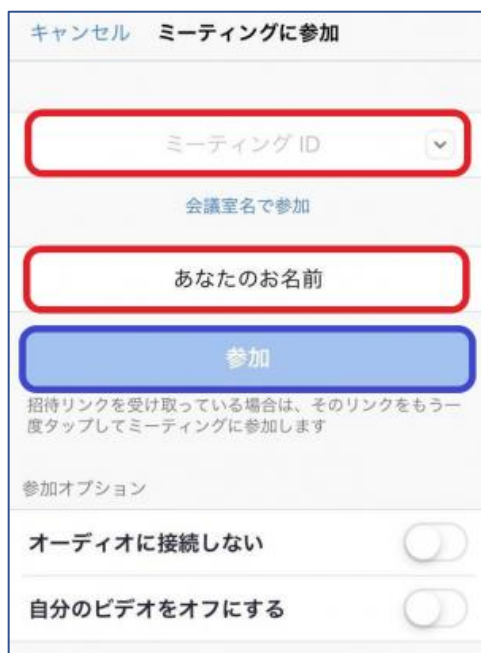 キャンセル ミーティングに参加
ミーティング ID
会議室名で参加
あなたのお名前
参加
招待リンクを受け取っている場合は、そのリンクをもう一
度タップしてミーティングに参加します
参加オプション
オーディオに接続しない
自分のビデオをオフにする